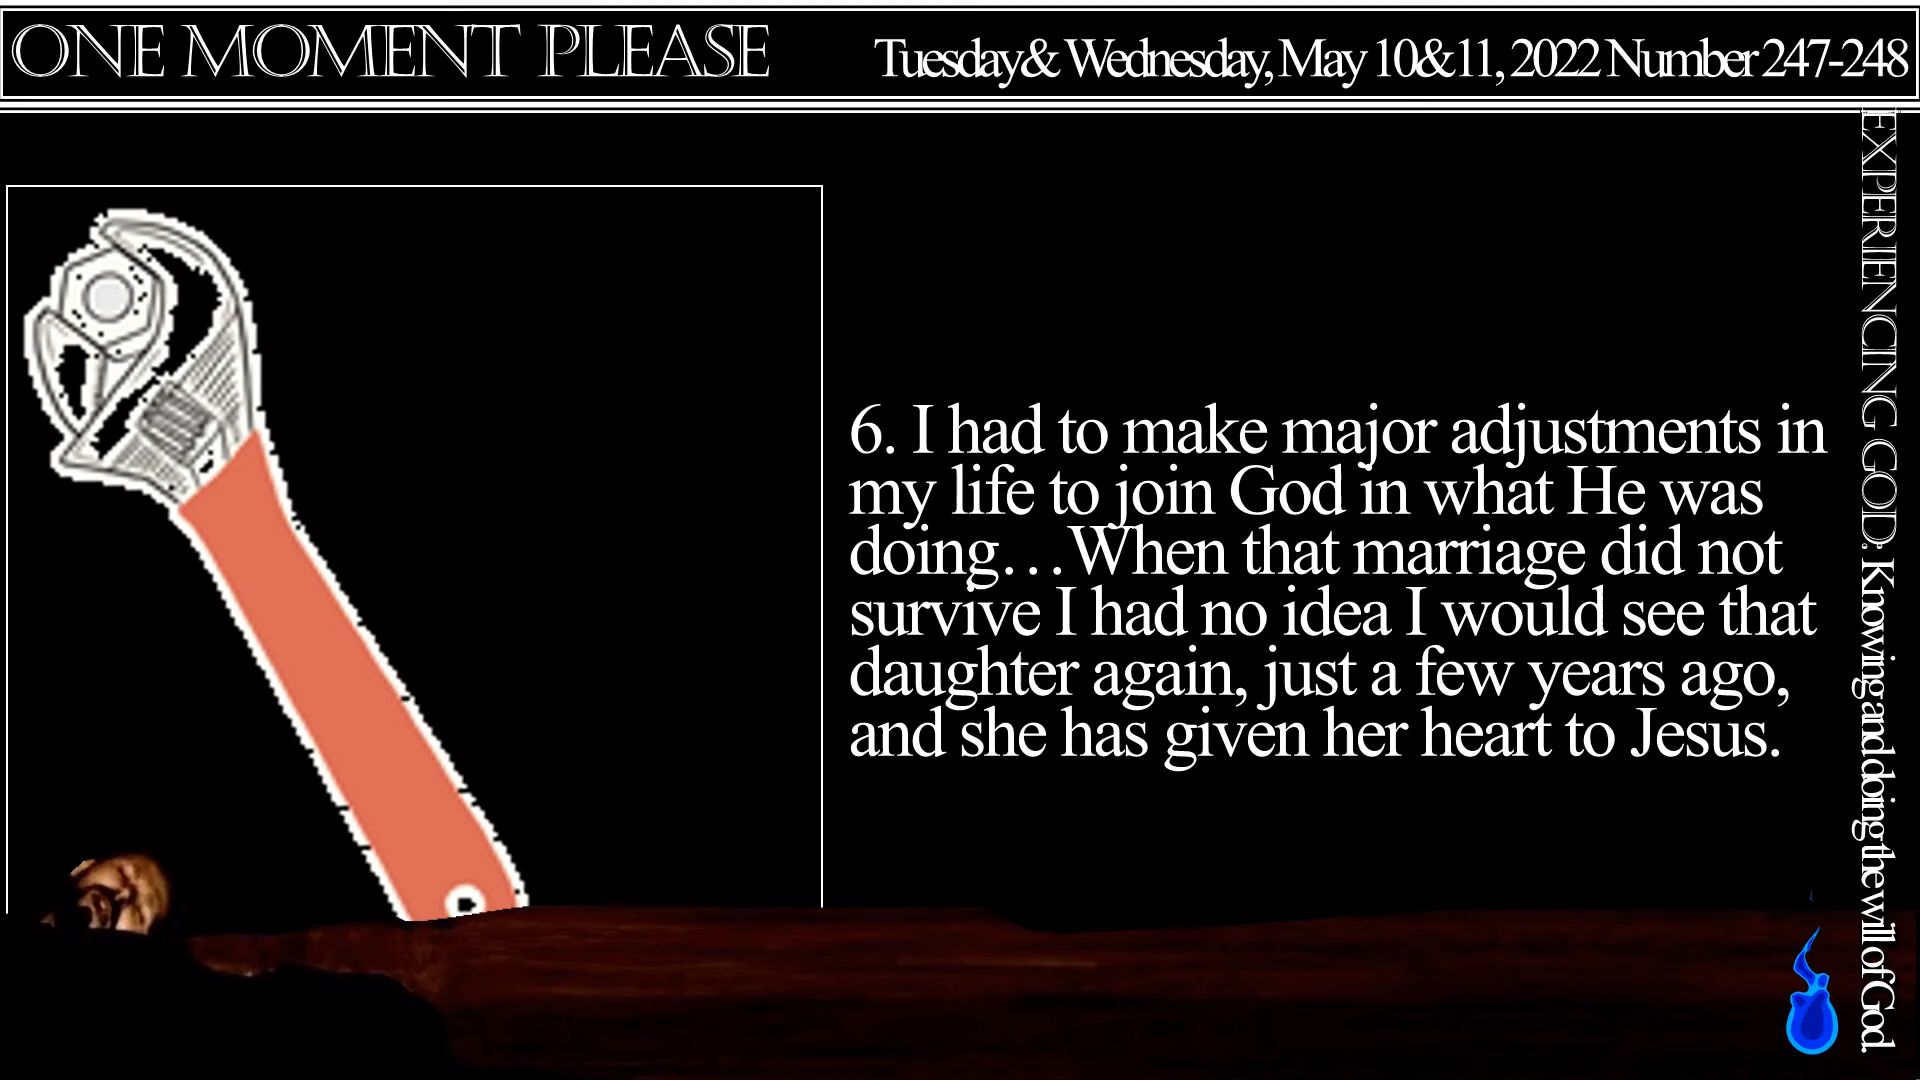 ONE MOMENT PLEASE
Tuesday & Wednesday, May 10 & 11, 2022 Number 247-248
6. I had to make major adjustments in
my life to join God in what He was
doing…When that marriage did not
survive I had no idea I would see that
daughter again, just a few years ago,
and she has given her heart to Jesus.
EXPERIENCING GOD: Knowing and doing the will of God.